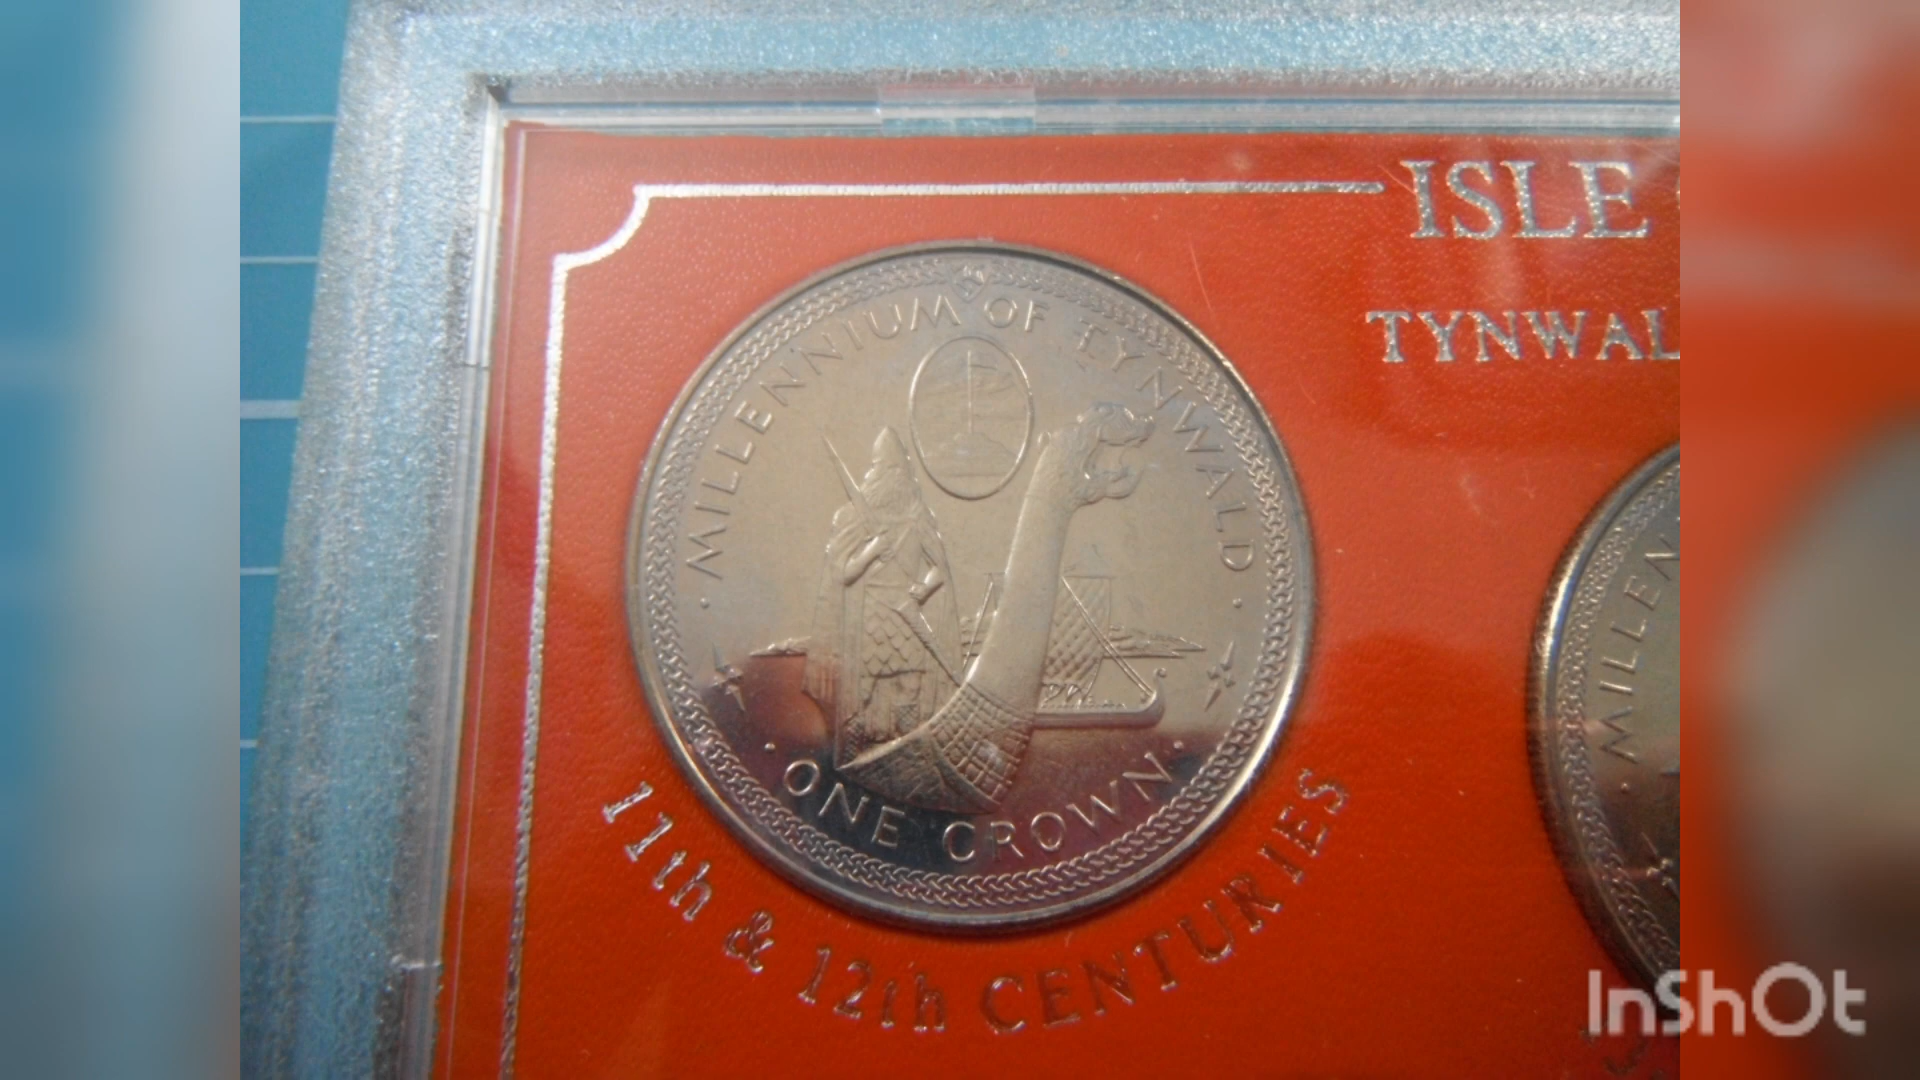 ISLE
TYNWAL
MILLENNIUM OF TYNWALD
ONE CROWN
11th & 12th CENTURIES
MILLEN
InShOt